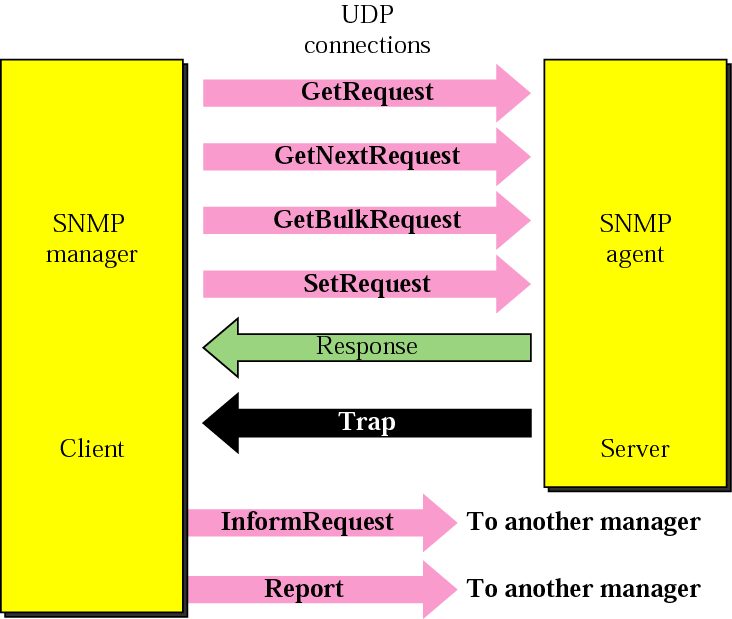 UDP
connections
GetRequest
GetNextRequest
GetBulkRequest
SetRequest
Response
Trap
SNMP
manager
Client
SNMP
agent
Server
InformRequest To another manager
Report To another manager